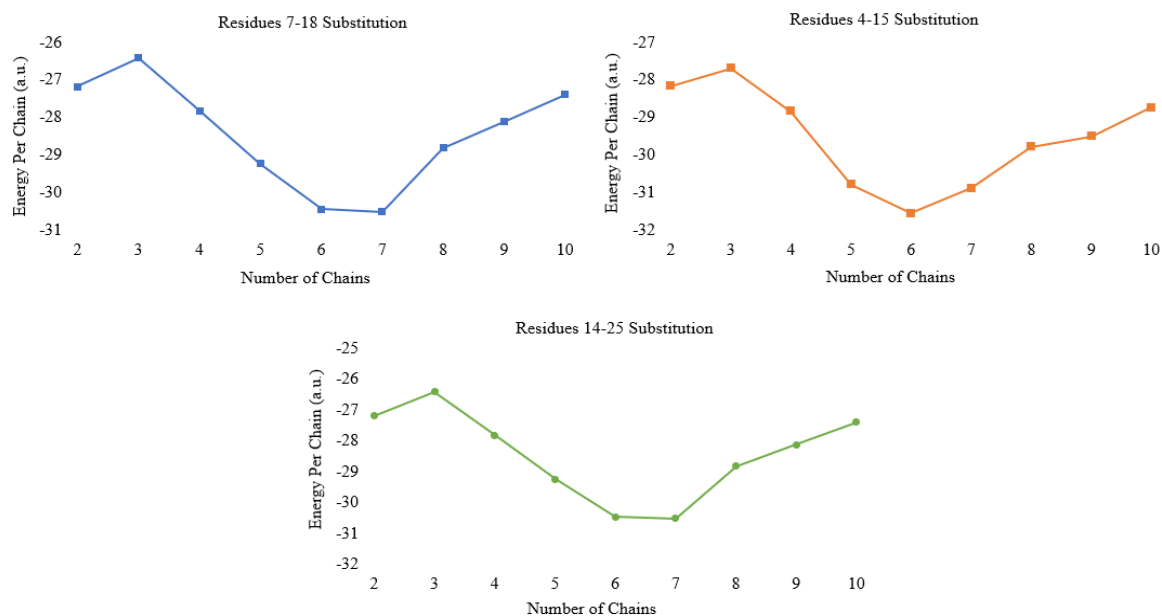 Residues 7-18 Substitution
Energy Per Chain (a.u.)
-26
-27
-28
-29
-30
-31
2 3 4 5 6 7 8 9 10
Number of Chains
Residues 4-15 Substitution
Energy Per Chain (a.u.)
-27
-28
-29
-30
-31
-32
2 3 4 5 6 7 8 9 10
Number of Chains
Residues 14-25 Substitution
Energy Per Chain (a.u.)
-25
-26
-27
-28
-29
-30
-31
-32
2 3 4 5 6 7 8 9 10
Number of Chains